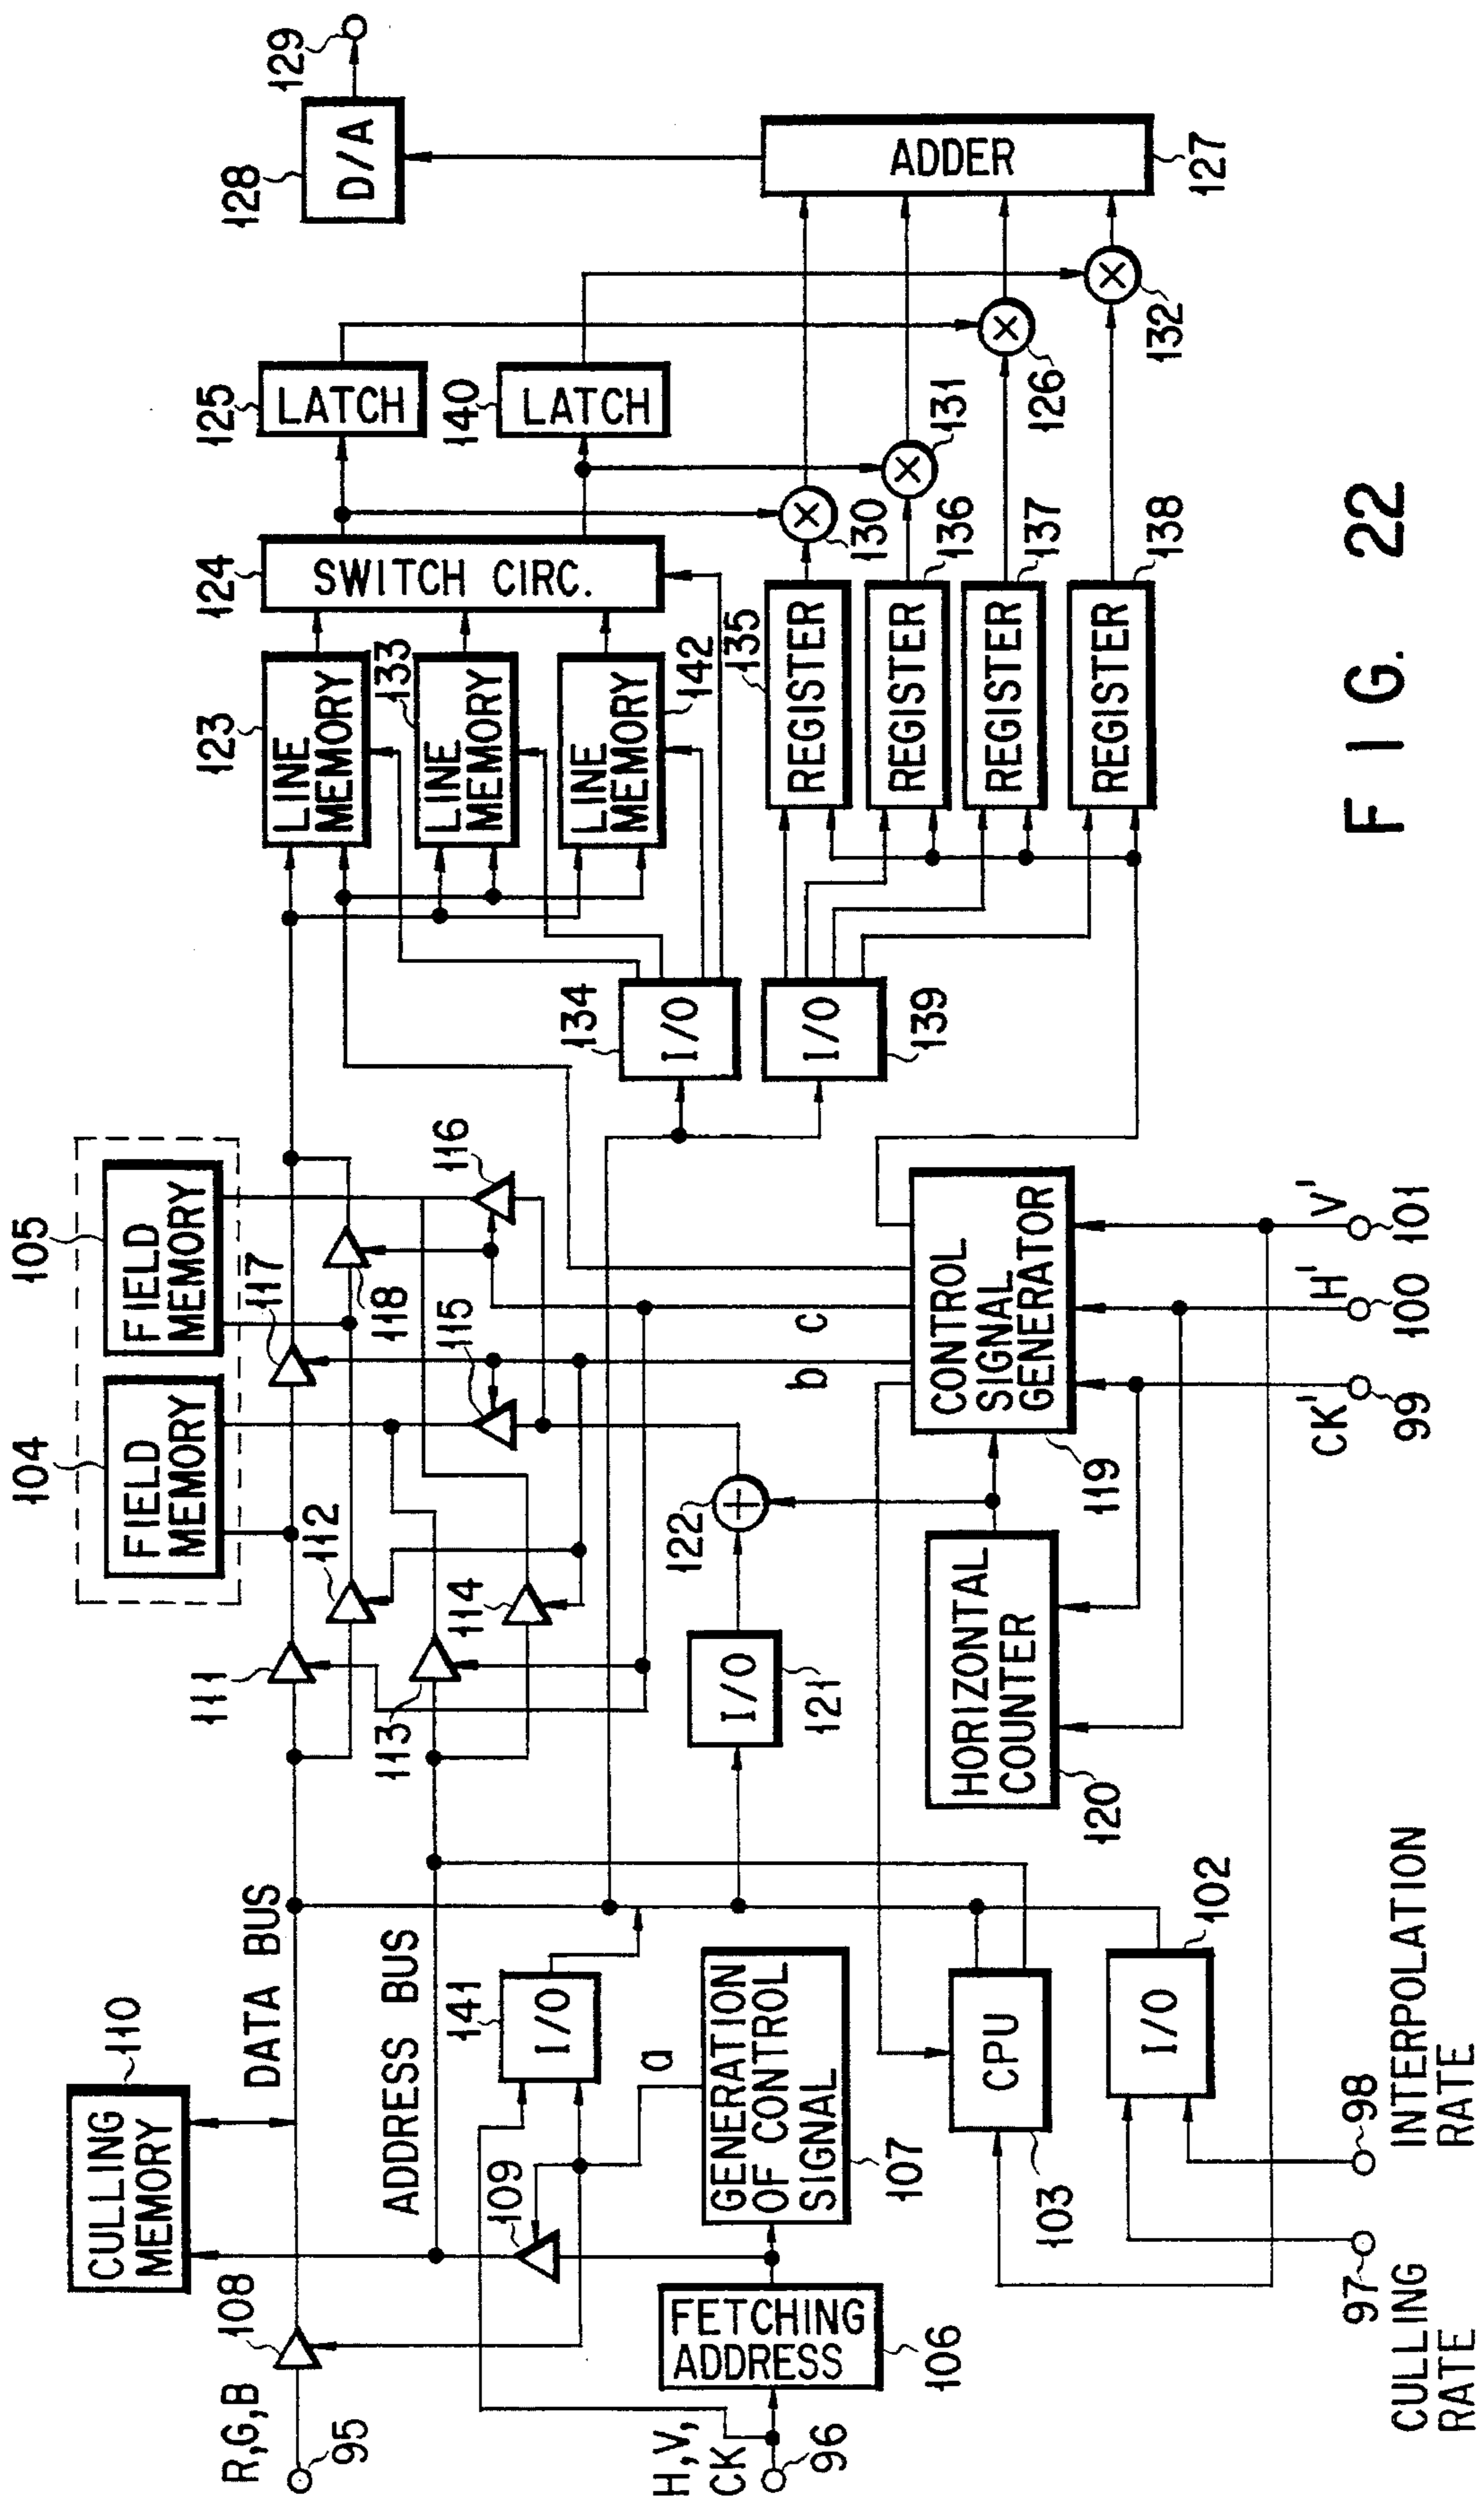 R,G,B
95
108
CULLING
MEMORY
110
DATA BUS
ADDRESS BUS
H,V,
CK
96
FETCHING
ADDRESS
106
109
a
GENERATION
OF CONTROL
SIGNAL
107
141
I/O
CPU
103
I/O
102
97
CULLING
RATE
98
INTERPOLATION
RATE
111
112
113
114
104
FIELD
MEMORY
105
FIELD
MEMORY
117
118
115
116
I/O
121
122
HORIZONTAL
COUNTER
120
CONTROL
SIGNAL
GENERATOR
119
b
c
CK'
99
H'
100
V'
101
134
I/O
I/O
139
123
LINE
MEMORY
133
LINE
MEMORY
LINE
MEMORY
142
124
SWITCH CIRC.
135
REGISTER
REGISTER
136
REGISTER
137
REGISTER
138
125
LATCH
140
LATCH
130
131
126
132
ADDER
127
128
D/A
129
FIG. 22